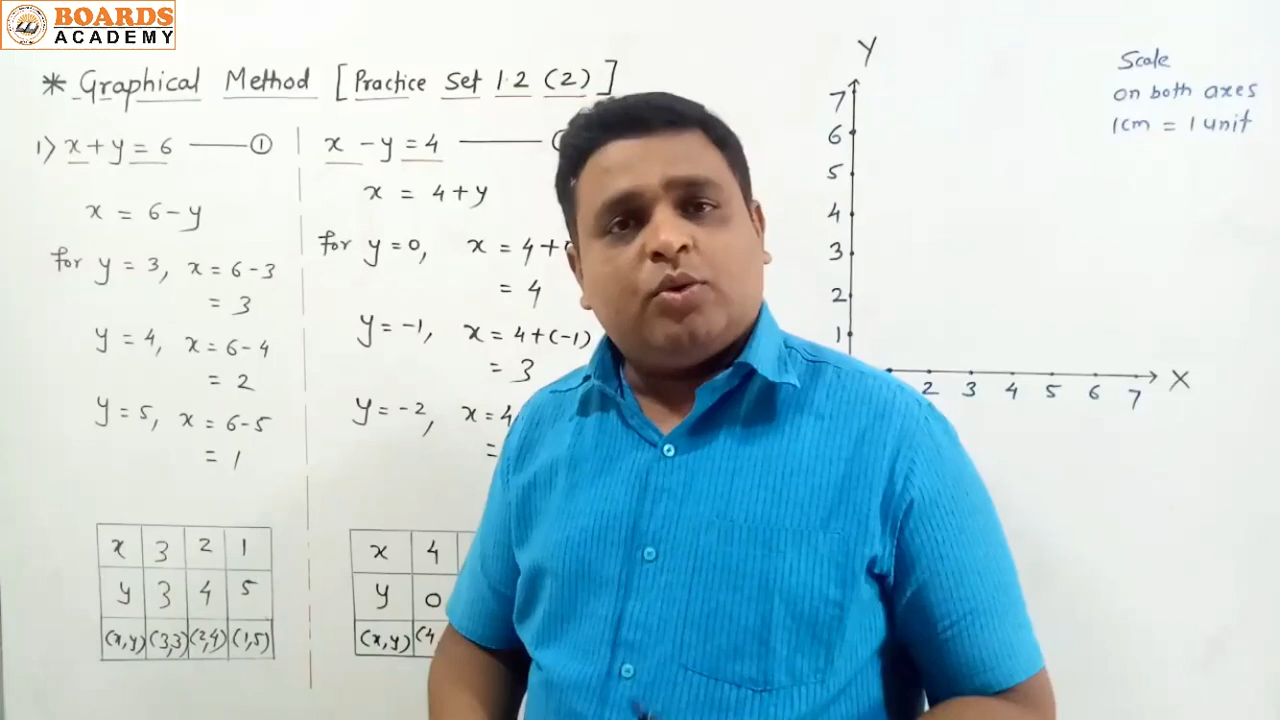 BOARDS
ACADEMY
* Graphical Method [Practice Set 1.2 (2)]
1) x+y = 6 —— ①
x = 6-y
for y = 3, x = 6-3
= 3
y = 4, x = 6-4
= 2
y = 5, x = 6-5
= 1
x 3 2 1
y 3 4 5
(x,y) (3,3) (2,4) (1,5)
x - y = 4 ——
x = 4+y
for y = 0, x = 4+
= 4
y = -1, x = 4+(-1)
= 3
y = -2, x = 4
=
x 4
y 0
(x,y) (4,
Y
7
6
5
4
3
2
1
2 3 4 5 6 7 X
Scale
on both axes
1cm = 1 unit